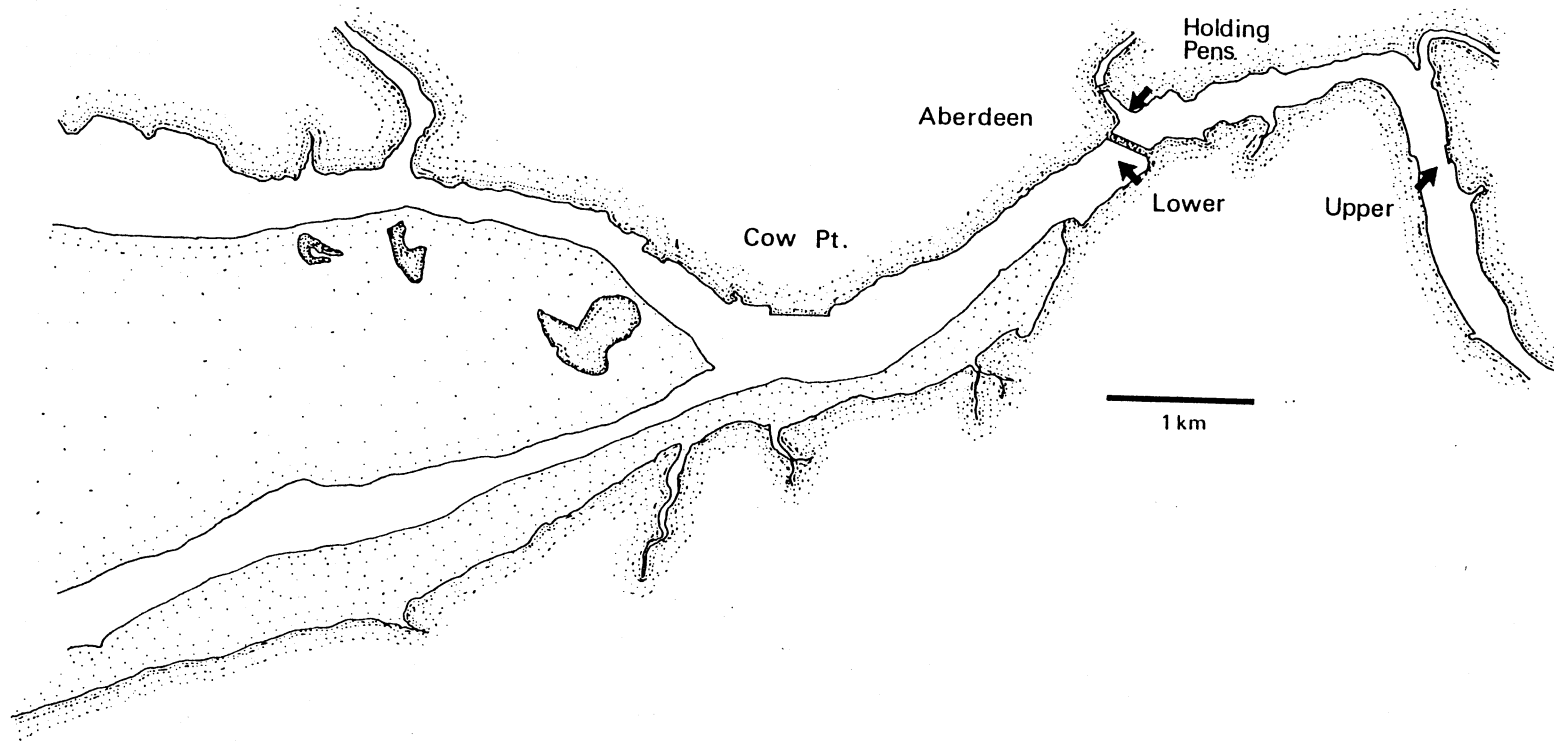 Holding
Pens.
Aberdeen
Lower
Upper
Cow Pt.
1 km